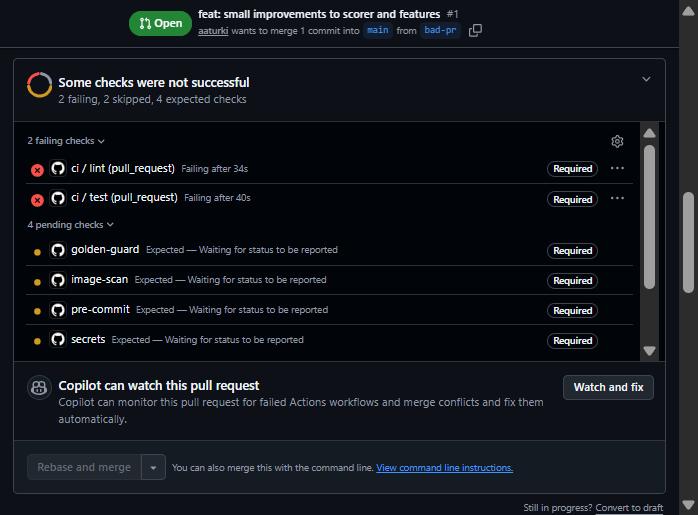 Open
feat: small improvements to scorer and features #1
aaturki wants to merge 1 commit into main from bad-pr
Some checks were not successful
2 failing, 2 skipped, 4 expected checks
2 failing checks
ci / lint (pull_request) Failing after 34s Required
ci / test (pull_request) Failing after 40s Required
4 pending checks
golden-guard Expected — Waiting for status to be reported Required
image-scan Expected — Waiting for status to be reported Required
pre-commit Expected — Waiting for status to be reported Required
secrets Expected — Waiting for status to be reported Required
Copilot can watch this pull request
Copilot can monitor this pull request for failed Actions workflows and merge conflicts and fix them
automatically.
Watch and fix
Rebase and merge
You can also merge this with the command line. View command line instructions.
Still in progress? Convert to draft